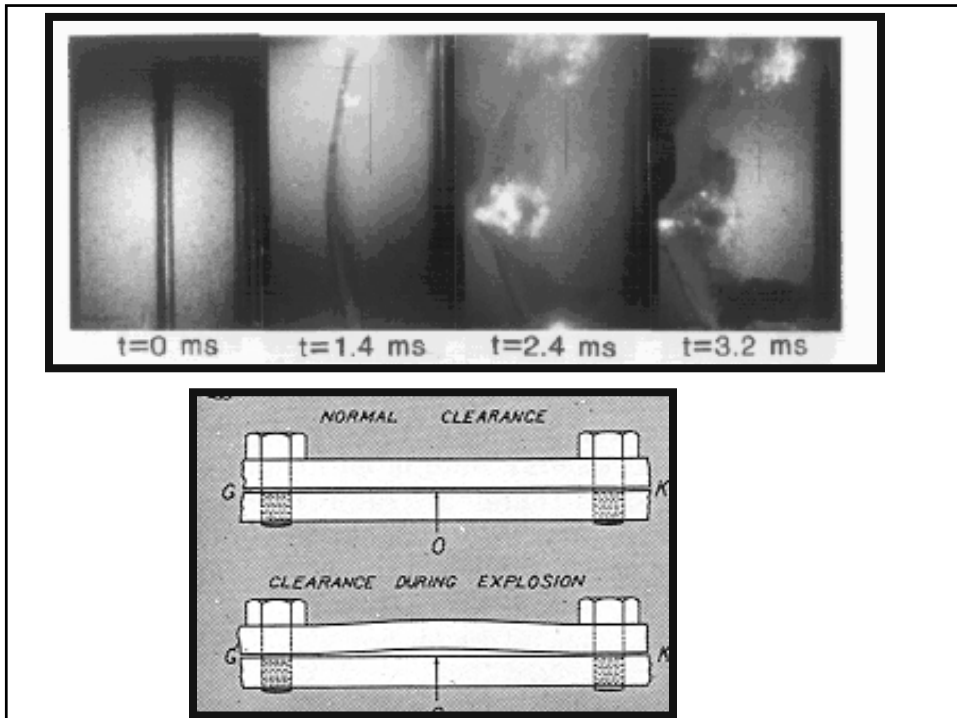 t=0 ms t=1.4 ms t=2.4 ms t=3.2 ms
NORMAL CLEARANCE
G K
O
CLEARANCE DURING EXPLOSION
G K